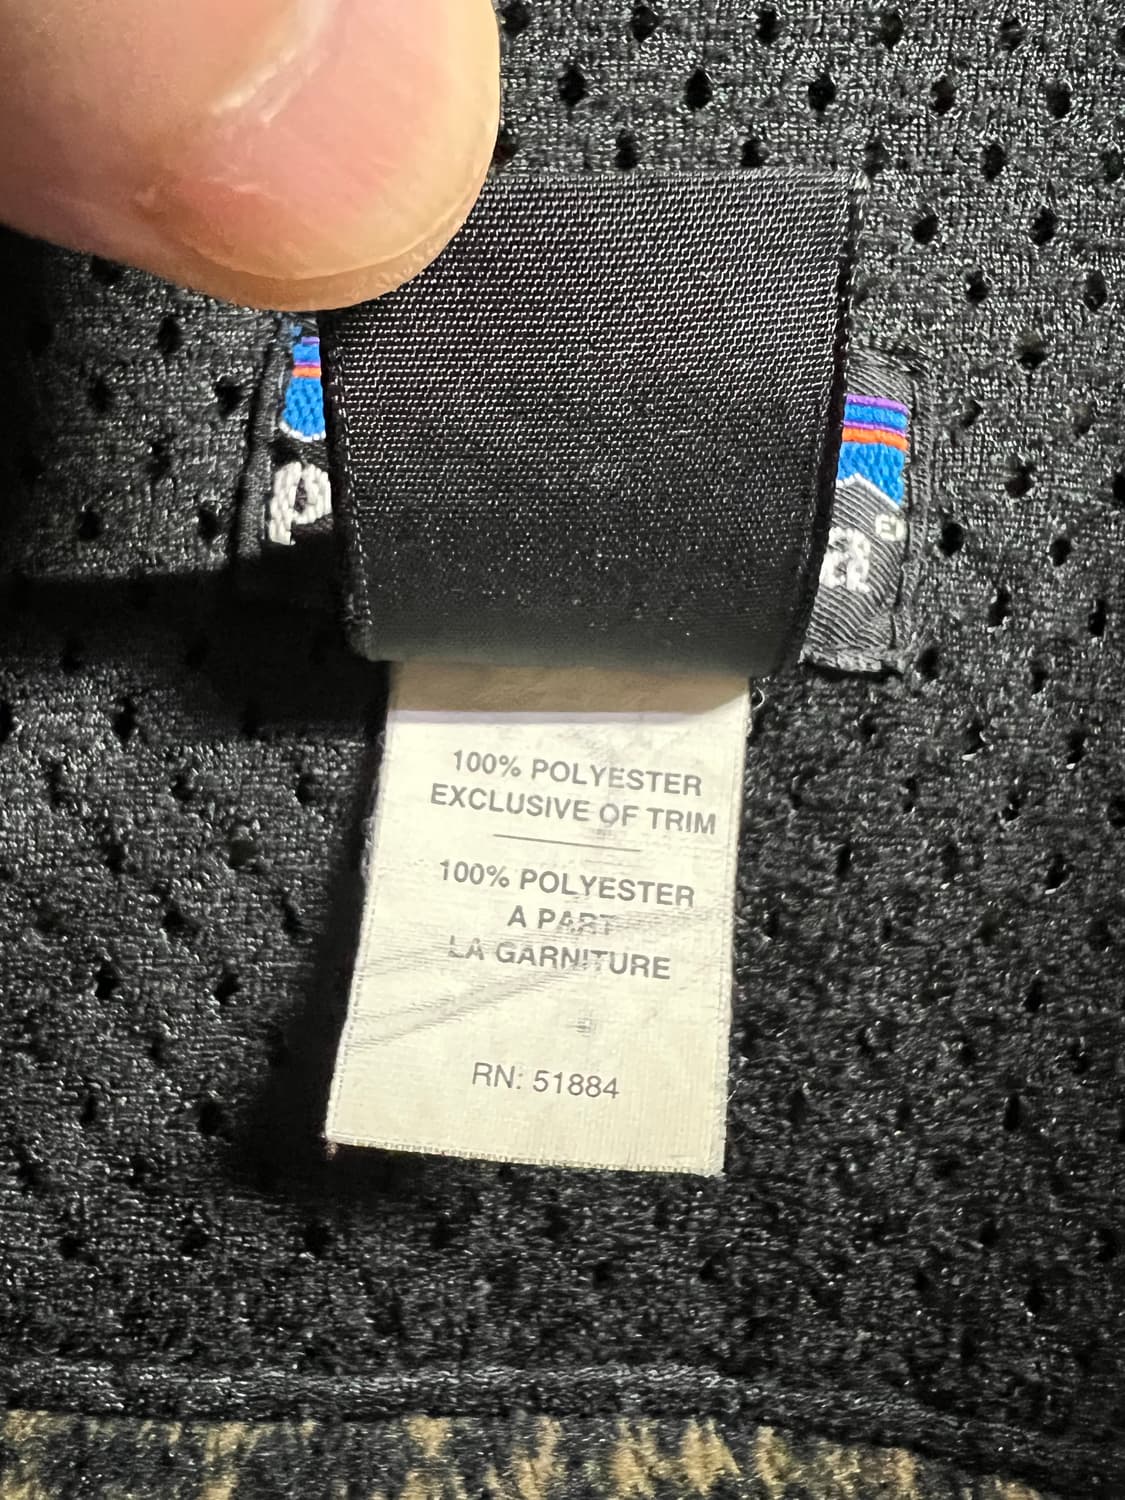 p
a
100% POLYESTER
EXCLUSIVE OF TRIM
100% POLYESTER
A PART
LA GARNITURE
RN: 51884